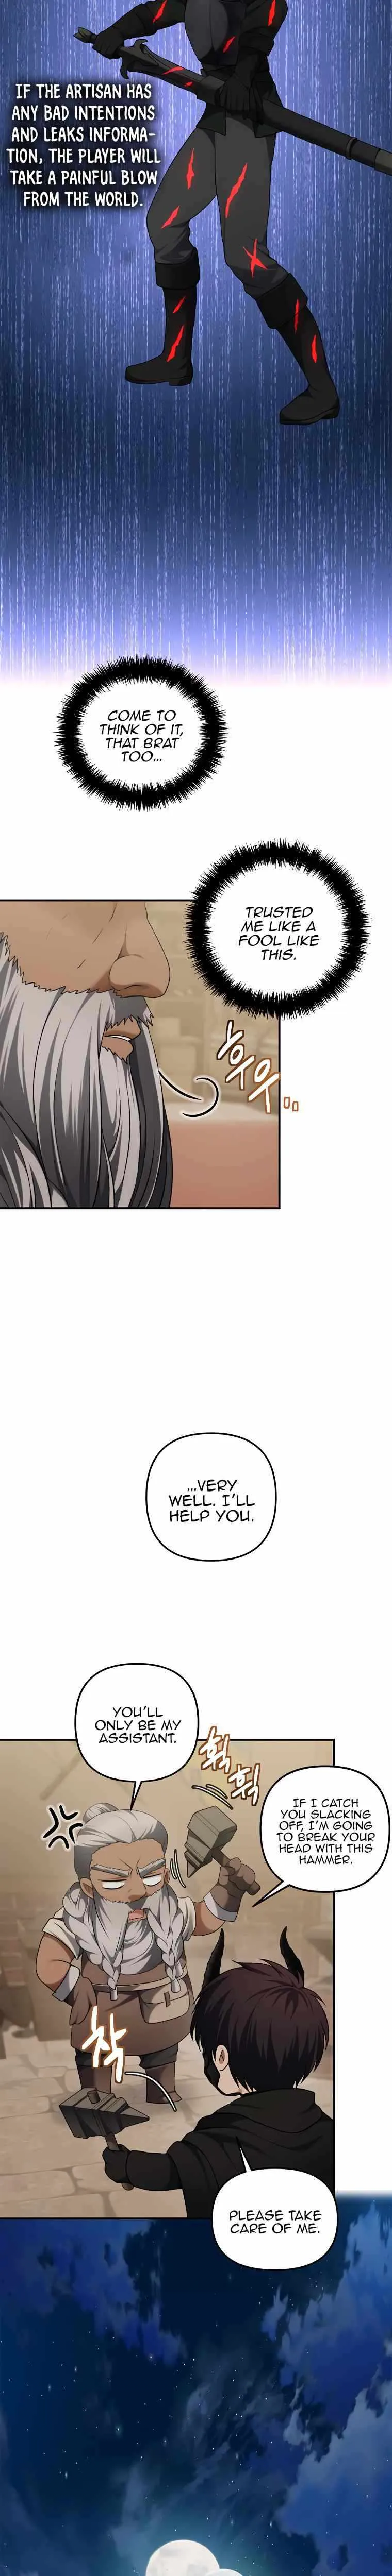 IF THE ARTISAN HAS
ANY BAD INTENTIONS
AND LEAKS INFORMA-
TION, THE PLAYER WILL
TAKE A PAINFUL BLOW
FROM THE WORLD.
COME TO
THINK OF IT,
THAT BRAT
TOO...
TRUSTED
ME LIKE A
FOOL LIKE
THIS.
후우우..
...VERY
WELL. I'LL
HELP YOU.
YOU'LL
ONLY BE MY
ASSISTANT.
휙
휙
IF I CATCH
YOU SLACKING
OFF, I'M GOING
TO BREAK YOUR
HEAD WITH THIS
HAMMER.
착
PLEASE TAKE
CARE OF ME.